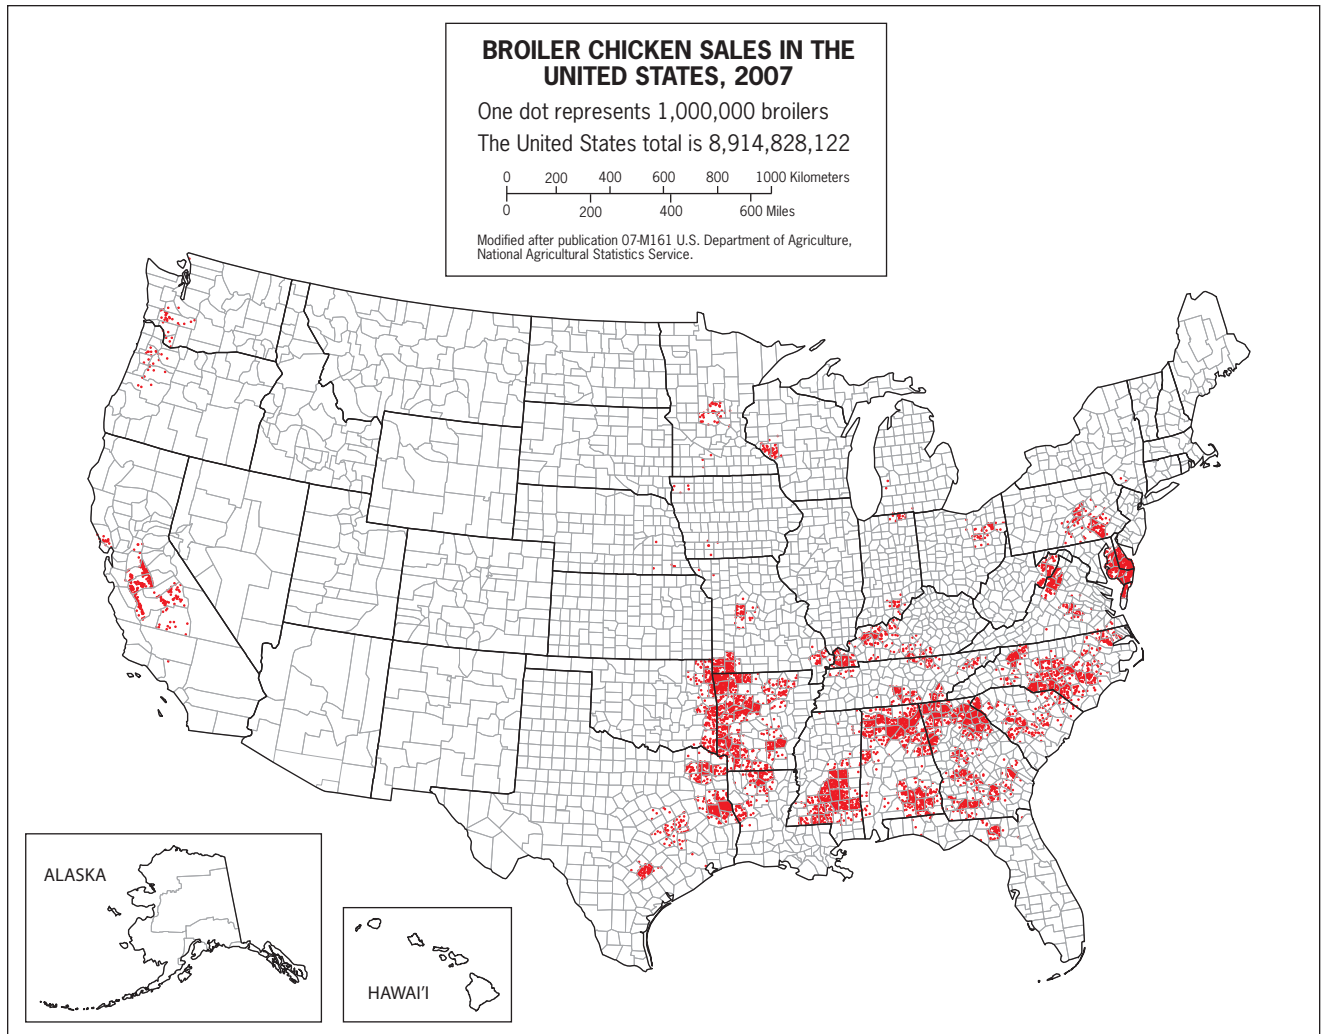 BROILER CHICKEN SALES IN THE
UNITED STATES, 2007
One dot represents 1,000,000 broilers
The United States total is 8,914,828,122
0 200 400 600 800 1000 Kilometers
0 200 400 600 Miles
Modified after publication 07-M161 U.S. Department of Agriculture,
National Agricultural Statistics Service.
ALASKA
HAWAI'I